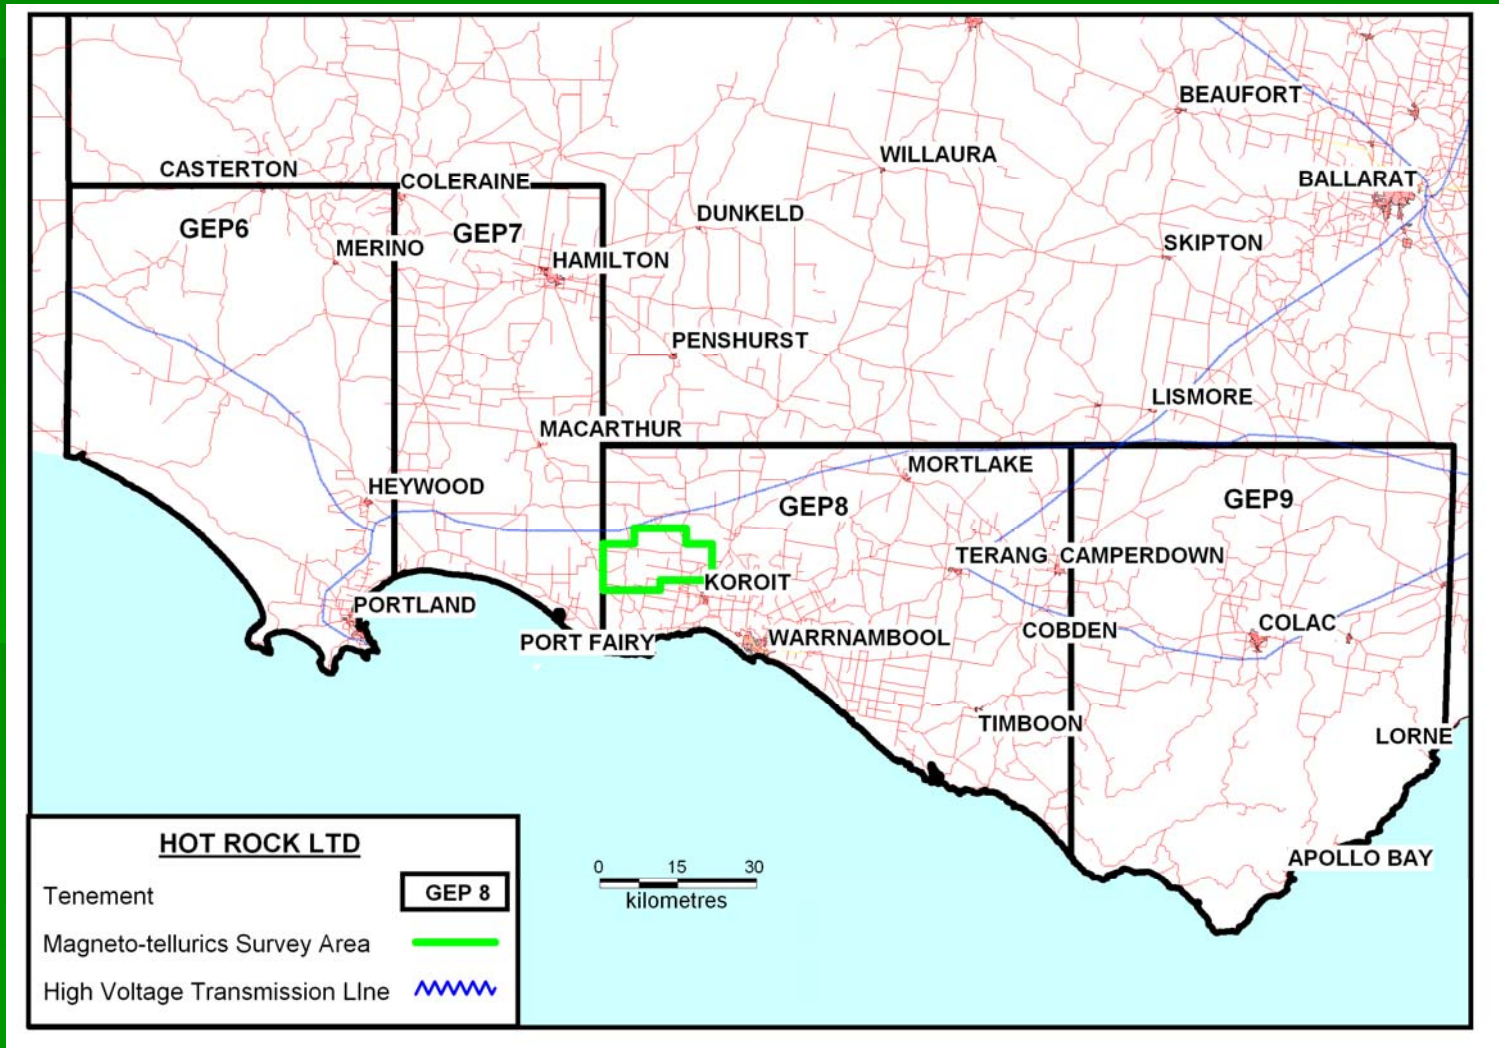 BEAUFORT
WILLAURA
CASTERTON
COLERAINE
BALLARAT
DUNKELD
GEP6
GEP7
MERINO
SKIPTON
HAMILTON
PENSHURST
LISMORE
MACARTHUR
MORTLAKE
HEYWOOD
GEP8
GEP9
TERANG
CAMPERDOWN
KOROIT
PORTLAND
COLAC
COBDEN
PORT FAIRY
WARRNAMBOOL
TIMBOON
LORNE
APOLLO BAY
0 15 30
kilometres
HOT ROCK LTD
Tenement
GEP 8
Magneto-tellurics Survey Area
High Voltage Transmission LIne